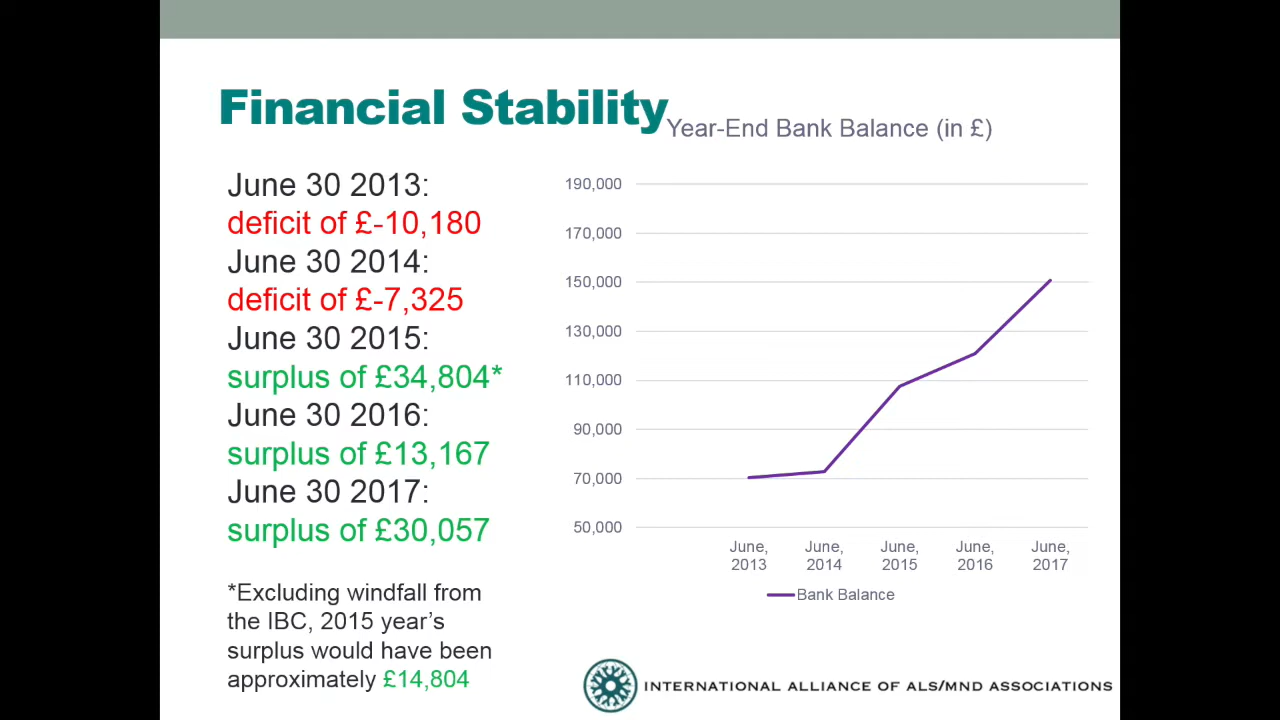 Financial Stability
Year-End Bank Balance (in £)
June 30 2013:
deficit of £-10,180
June 30 2014:
deficit of £-7,325
June 30 2015:
surplus of £34,804*
June 30 2016:
surplus of £13,167
June 30 2017:
surplus of £30,057
*Excluding windfall from
the IBC, 2015 year’s
surplus would have been
approximately £14,804
190,000
170,000
150,000
130,000
110,000
90,000
70,000
50,000
June, June, June, June, June,
2013 2014 2015 2016 2017
Bank Balance
INTERNATIONAL ALLIANCE OF ALS/MND ASSOCIATIONS